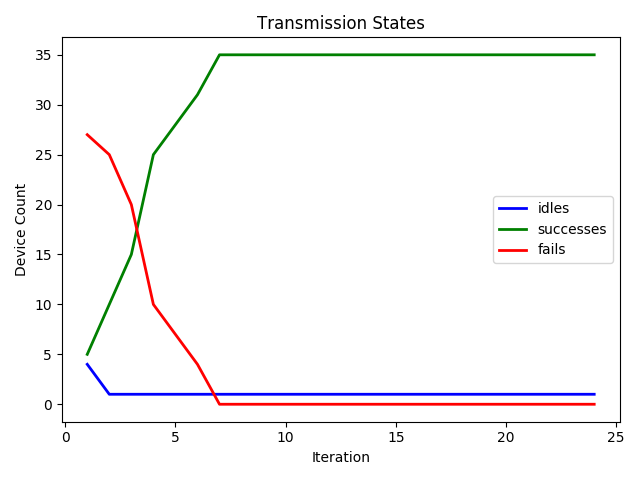 Transmission States
Device Count
35
30
25
20
15
10
5
0
idles
successes
fails
0 5 10 15 20 25
Iteration